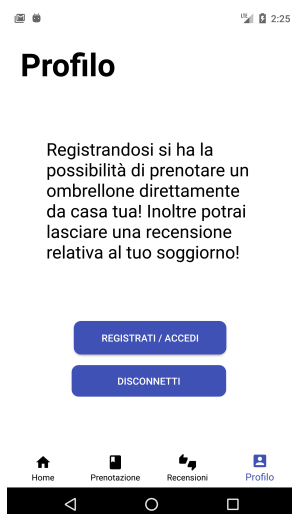 LTE 2:25
Profilo
Registrandosi si ha la
possibilità di prenotare un
ombrellone direttamente
da casa tua! Inoltre potrai
lasciare una recensione
relativa al tuo soggiorno!
REGISTRATI / ACCEDI
DISCONNETTI
Home Prenotazione Recensioni Profilo